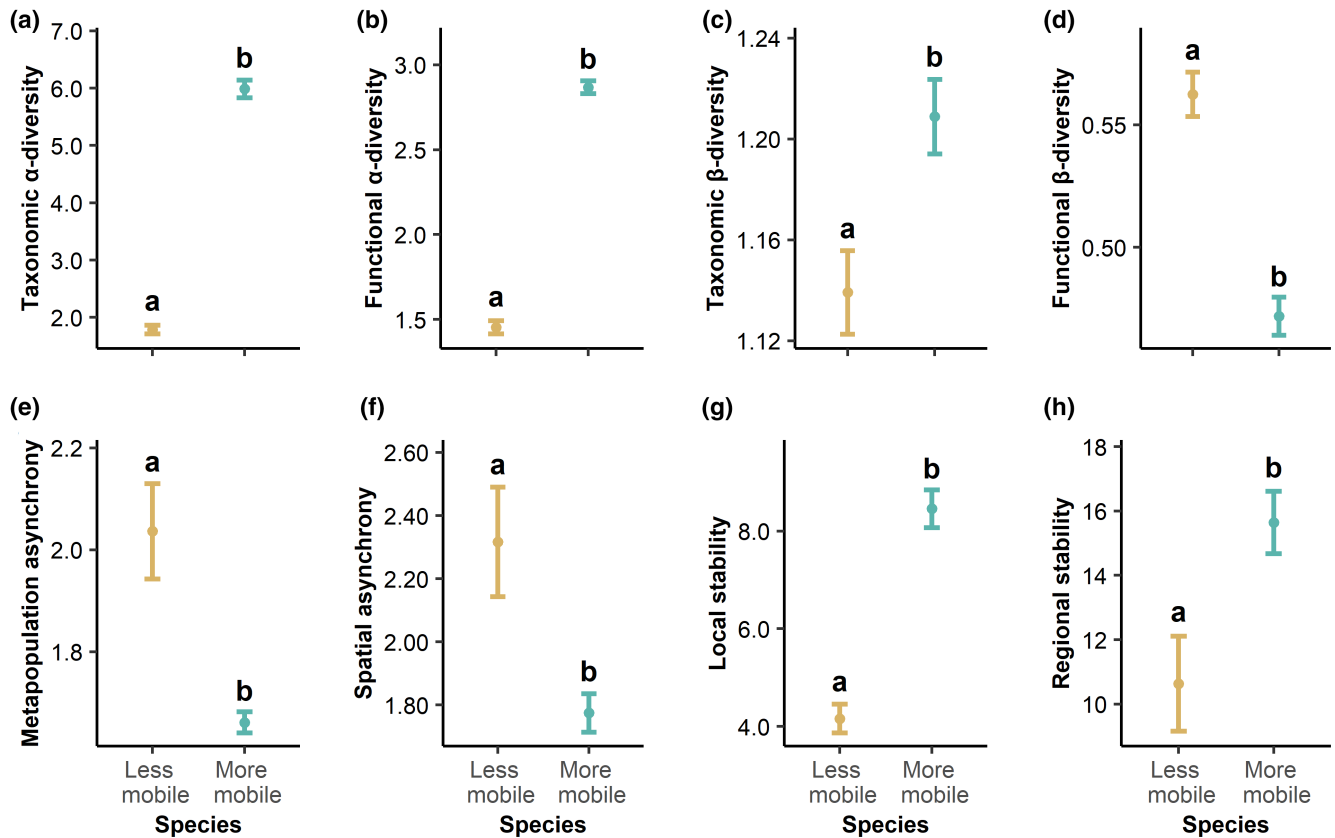 (a)
Taxonomic α-diversity
7.0
6.0
5.0
4.0
3.0
2.0
a
b
(b)
Functional α-diversity
3.0
2.5
2.0
1.5
a
b
(c)
Taxonomic β-diversity
1.24
1.20
1.16
1.12
a
b
(d)
Functional β-diversity
0.55
0.50
a
b
(e)
Metapopulation asynchrony
2.2
2.0
1.8
a
b
Less
mobile
More
mobile
Species
(f)
Spatial asynchrony
2.60
2.40
2.20
2.00
1.80
a
b
Less
mobile
More
mobile
Species
(g)
Local stability
8.0
6.0
4.0
a
b
Less
mobile
More
mobile
Species
(h)
Regional stability
18
16
14
12
10
a
b
Less
mobile
More
mobile
Species